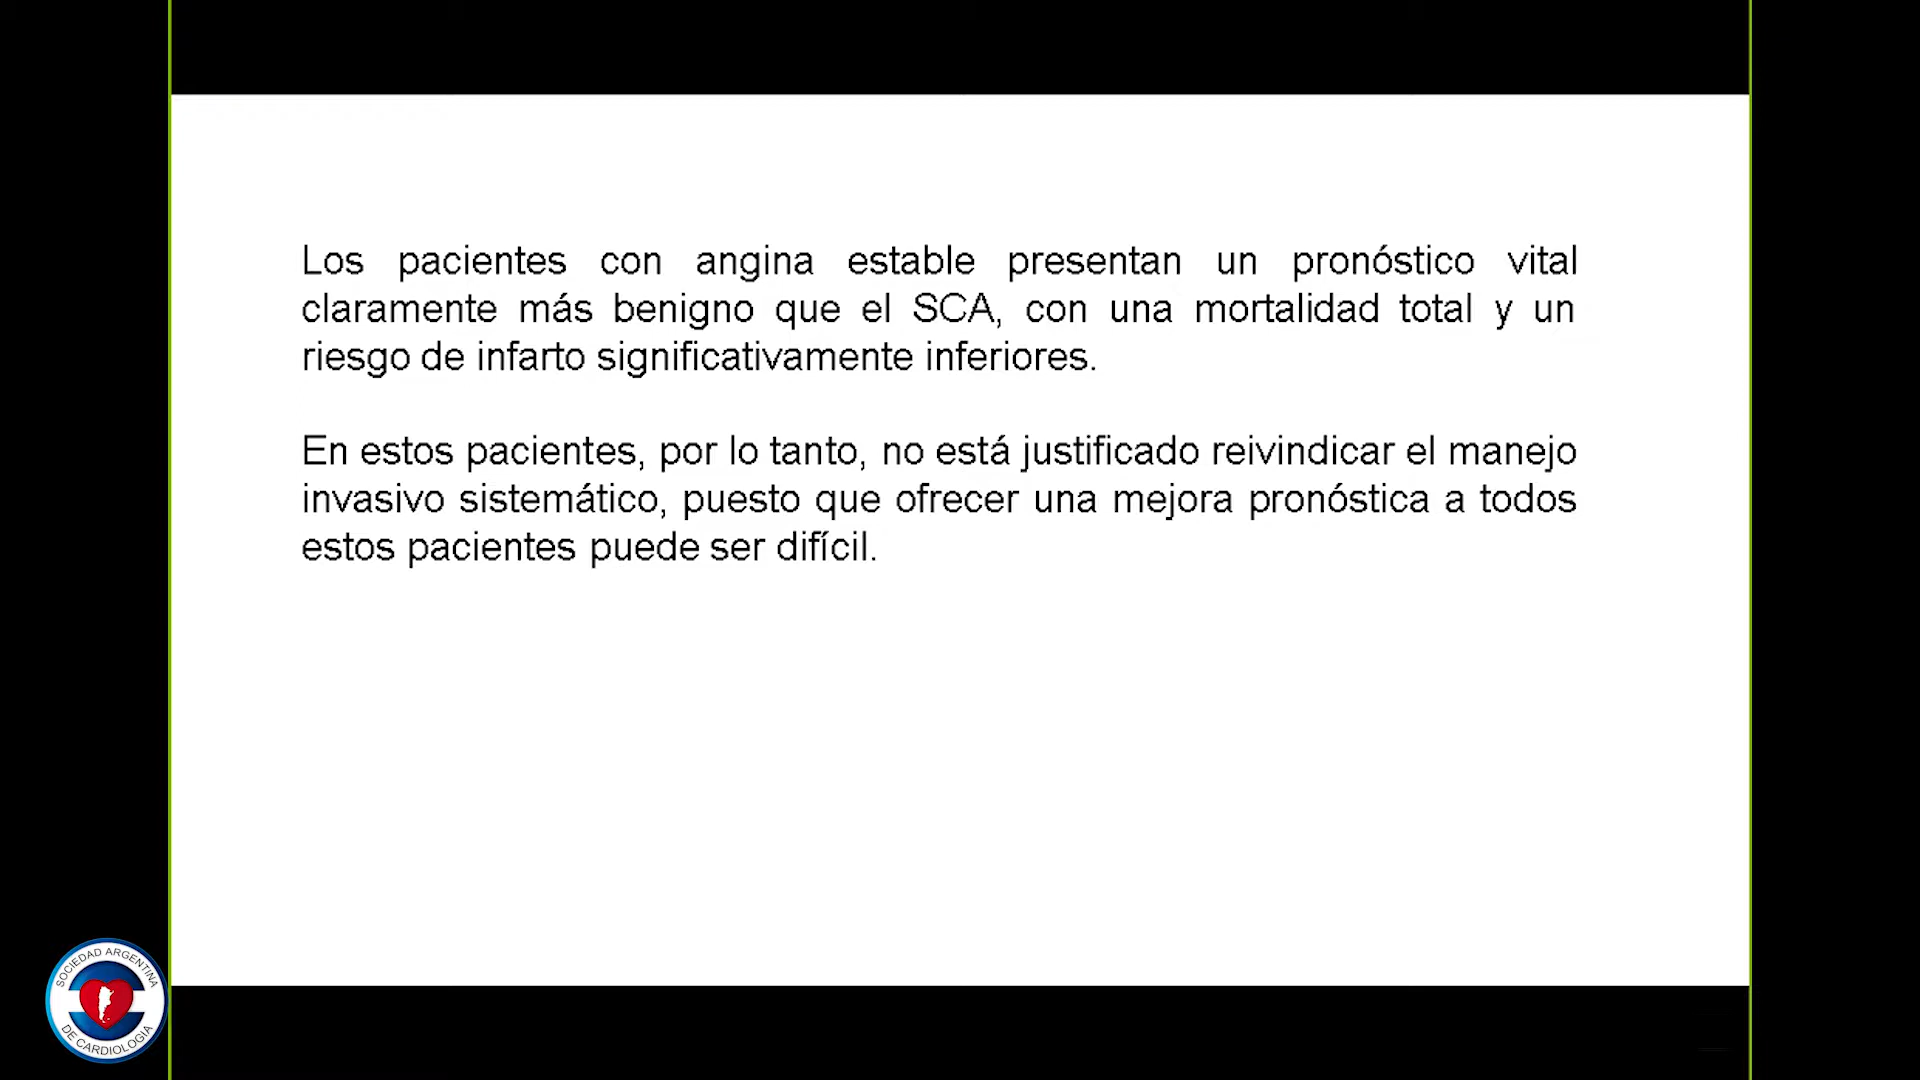 Los pacientes con angina estable presentan un pronóstico vital
claramente más benigno que el SCA, con una mortalidad total y un
riesgo de infarto significativamente inferiores.
En estos pacientes, por lo tanto, no está justificado reivindicar el manejo
invasivo sistemático, puesto que ofrecer una mejora pronóstica a todos
estos pacientes puede ser difícil.
SOCIEDAD ARGENTINA
DE CARDIOLOGÍA